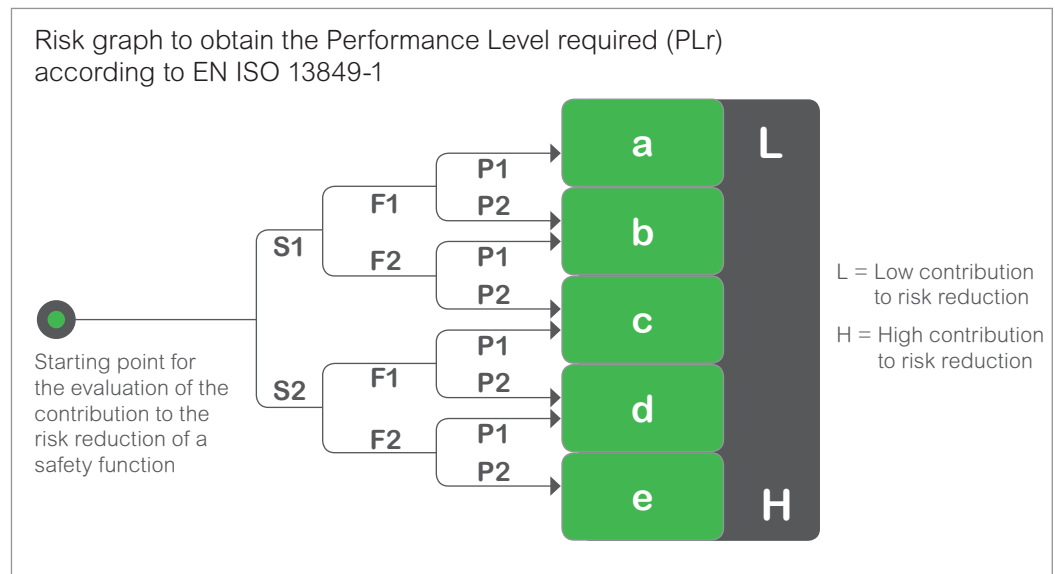 Risk graph to obtain the Performance Level required (PLr)
according to EN ISO 13849-1
a
L
P1
F1
P2
b
S1
P1
F2
P2
c
L = Low contribution
to risk reduction
H = High contribution
to risk reduction
Starting point for
the evaluation of the
contribution to the
risk reduction of a
safety function
P1
F1
P2
S2
d
P1
F2
P2
e
H